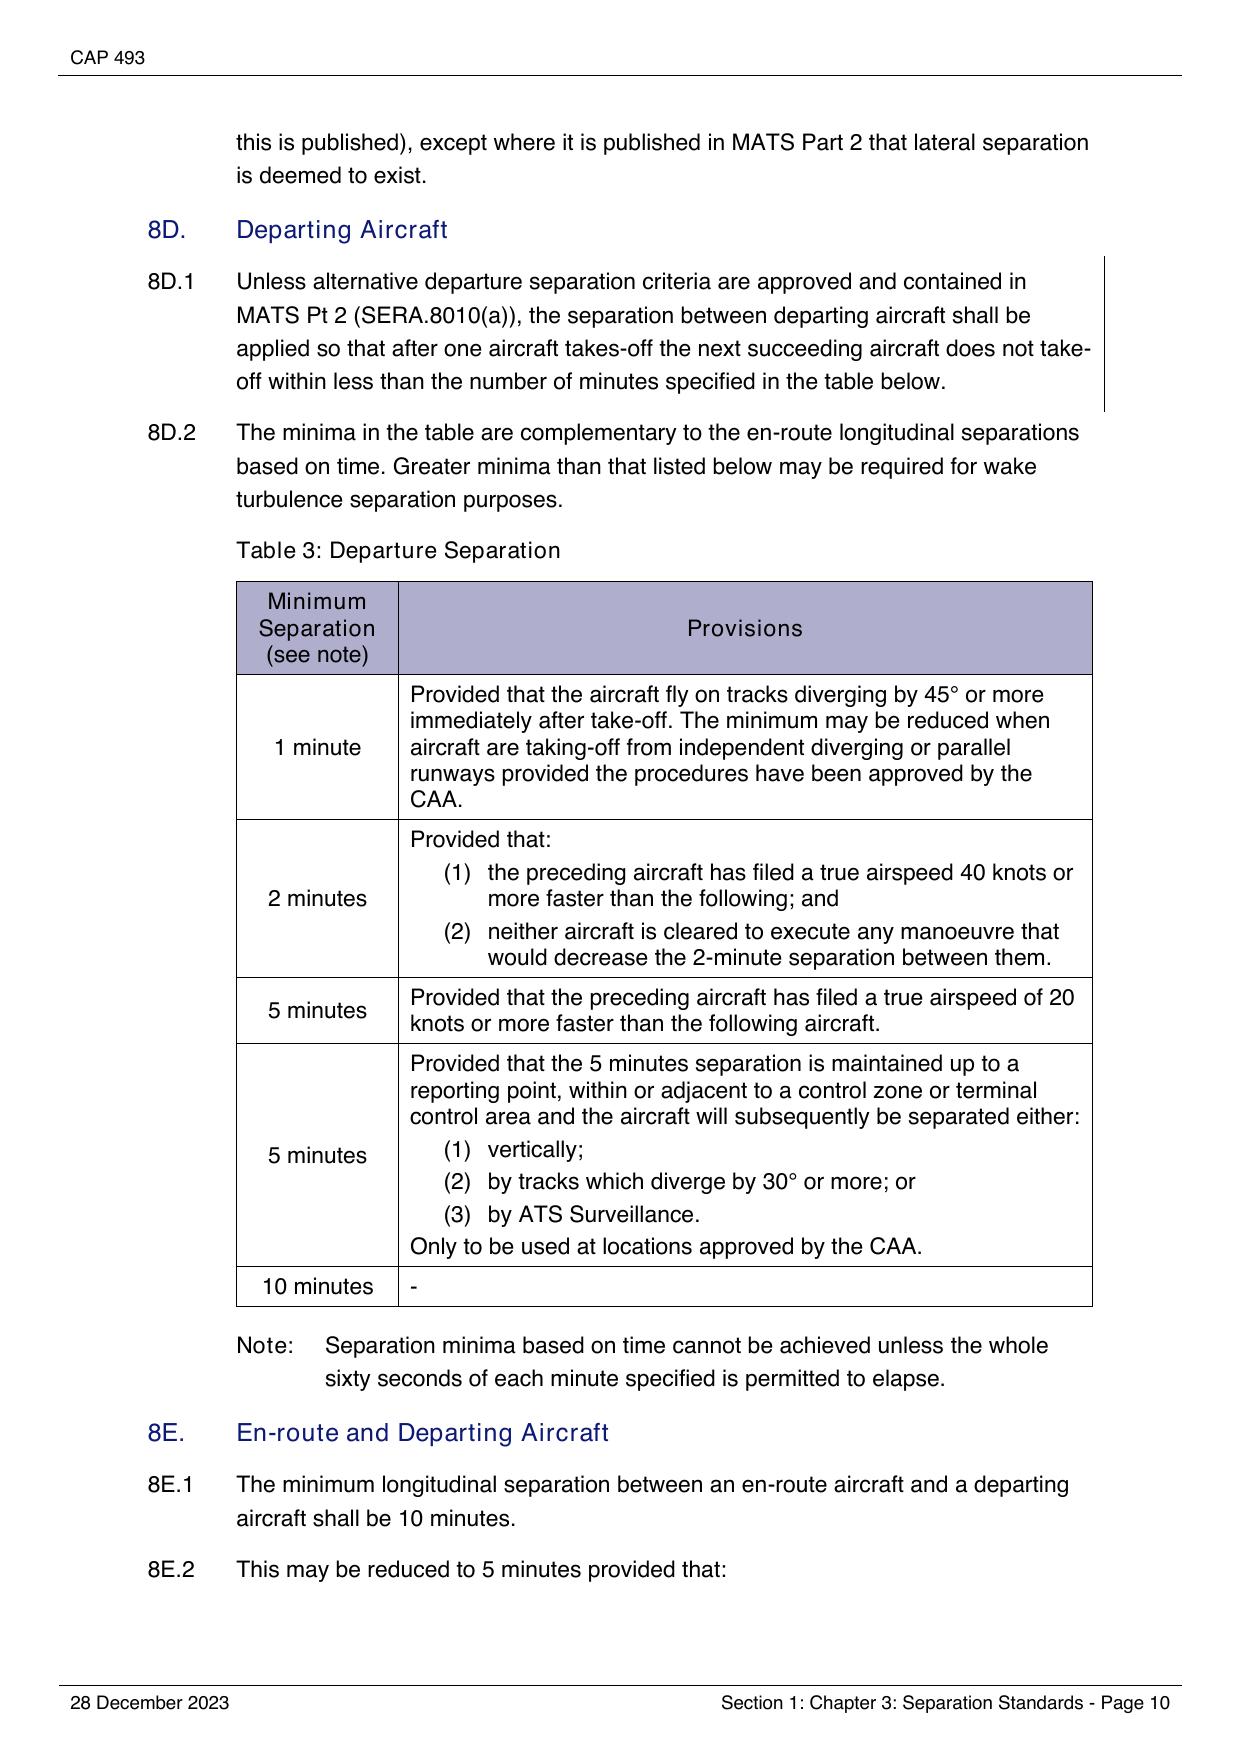 CAP 493
this is published), except where it is published in MATS Part 2 that lateral separation
is deemed to exist.
8D. Departing Aircraft
8D.1 Unless alternative departure separation criteria are approved and contained in
MATS Pt 2 (SERA.8010(a)), the separation between departing aircraft shall be
applied so that after one aircraft takes-off the next succeeding aircraft does not take-
off within less than the number of minutes specified in the table below.
8D.2 The minima in the table are complementary to the en-route longitudinal separations
based on time. Greater minima than that listed below may be required for wake
turbulence separation purposes.
Table 3: Departure Separation
Minimum
Separation
(see note)
Provisions
1 minute
Provided that the aircraft fly on tracks diverging by 45° or more
immediately after take-off. The minimum may be reduced when
aircraft are taking-off from independent diverging or parallel
runways provided the procedures have been approved by the
CAA.
2 minutes
Provided that:
(1) the preceding aircraft has filed a true airspeed 40 knots or
more faster than the following; and
(2) neither aircraft is cleared to execute any manoeuvre that
would decrease the 2-minute separation between them.
5 minutes
Provided that the preceding aircraft has filed a true airspeed of 20
knots or more faster than the following aircraft.
5 minutes
Provided that the 5 minutes separation is maintained up to a
reporting point, within or adjacent to a control zone or terminal
control area and the aircraft will subsequently be separated either:
(1) vertically;
(2) by tracks which diverge by 30° or more; or
(3) by ATS Surveillance.
Only to be used at locations approved by the CAA.
10 minutes
-
Note: Separation minima based on time cannot be achieved unless the whole
sixty seconds of each minute specified is permitted to elapse.
8E. En-route and Departing Aircraft
8E.1 The minimum longitudinal separation between an en-route aircraft and a departing
aircraft shall be 10 minutes.
8E.2 This may be reduced to 5 minutes provided that:
28 December 2023 Section 1: Chapter 3: Separation Standards - Page 10